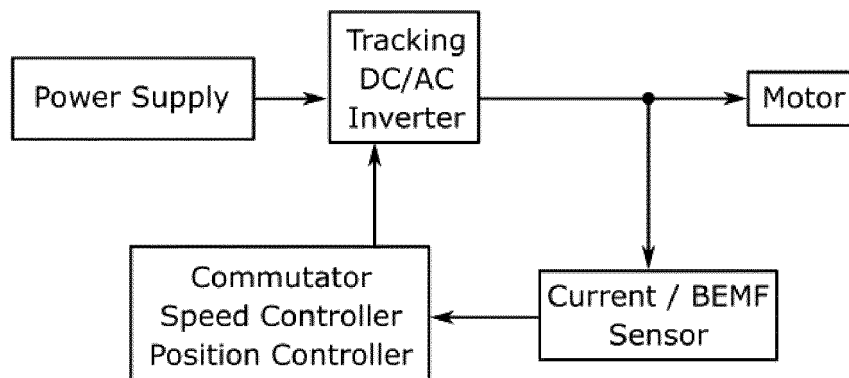 Power Supply
Tracking
DC/AC
Inverter
Motor
Commutator
Speed Controller
Position Controller
Current / BEMF
Sensor